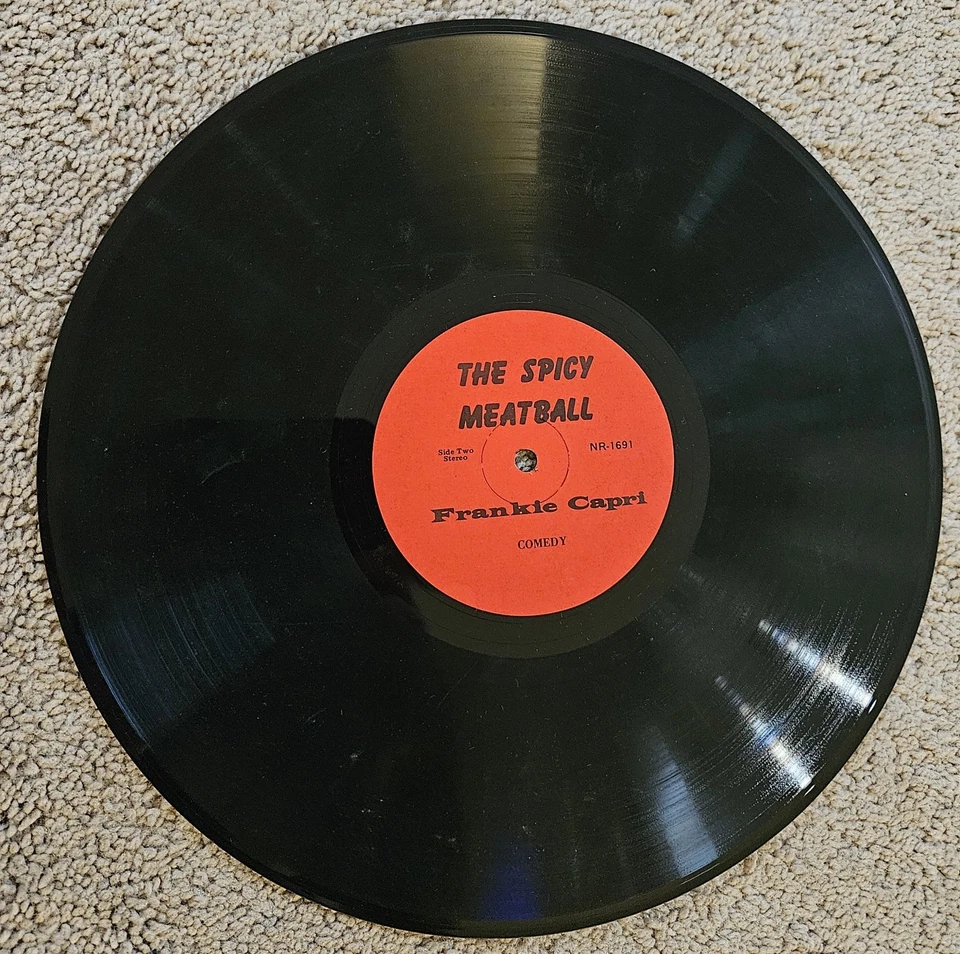 THE SPICY
MEATBALL
Side Two
Stereo
NR-1691
Frankie Capri
COMEDY